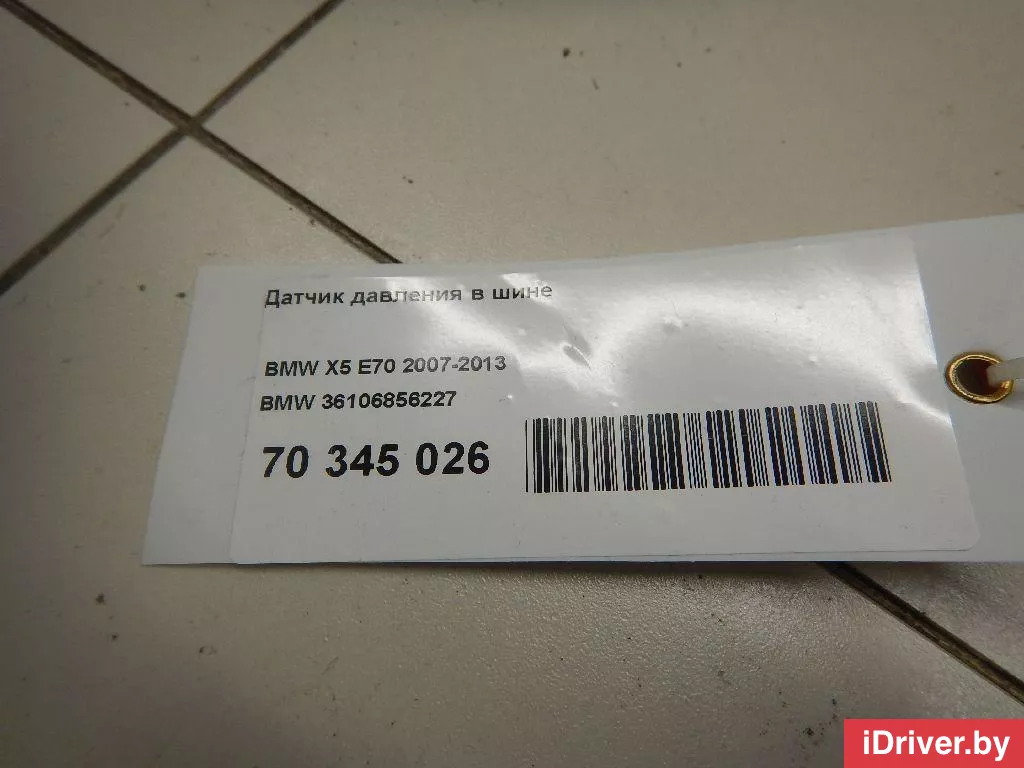 Датчик давления в шине
BMW X5 E70 2007-2013
BMW 36106856227
70 345 026
iDriver.by